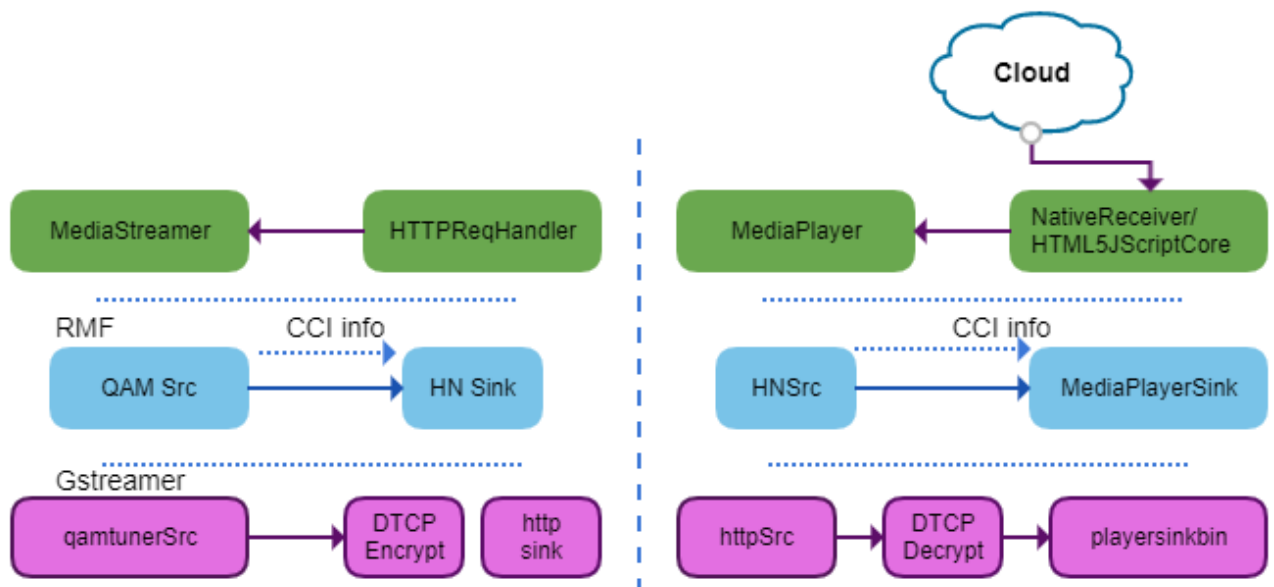 Cloud
MediaStreamer
HTTPReqHandler
MediaPlayer
NativeReceiver/
HTML5JScriptCore
RMF
CCI info
CCI info
QAM Src
HN Sink
HNSrc
MediaPlayerSink
Gstreamer
qamtunerSrc
DTCP
Encrypt
http
sink
httpSrc
DTCP
Decrypt
playersinkbin